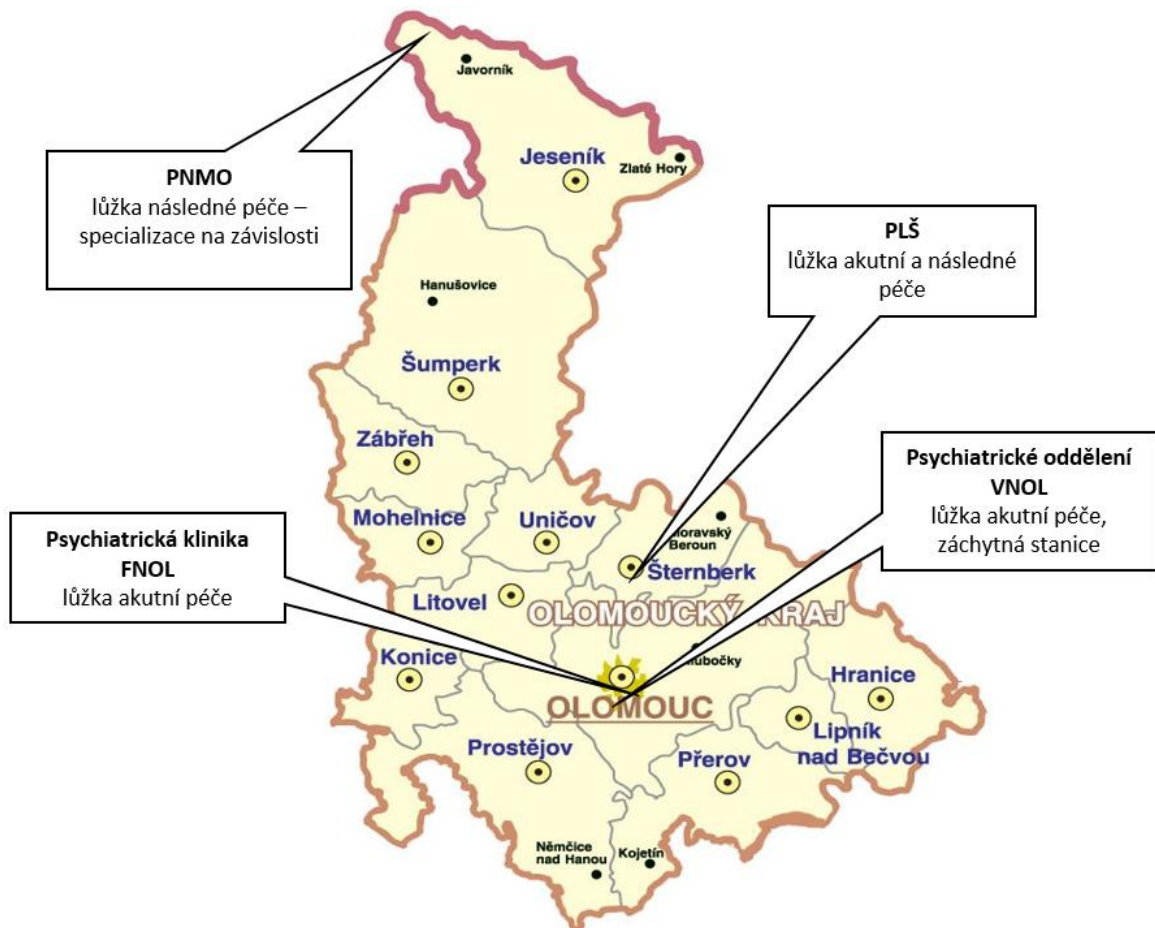 Javorník
Jeseník
Zlaté Hory
PNMO
lůžka následné péče –
specializace na závislosti
PLŠ
lůžka akutní a následné
péče
Hanušovice
Šumperk
Zábřeh
Psychiatrické oddělení
VNOL
lůžka akutní péče,
záchytná stanice
Mohelnice
Uničov
Moravský
Beroun
Šternberk
Psychiatrická klinika
FNOL
lůžka akutní péče
Litovel
OLOMOUCKÝ KRAJ
Konice
lubočky
Hranice
OLOMOUC
Lipník
nad Bečvou
Prostějov
Přerov
Němčice
nad Hanou
Kojetín